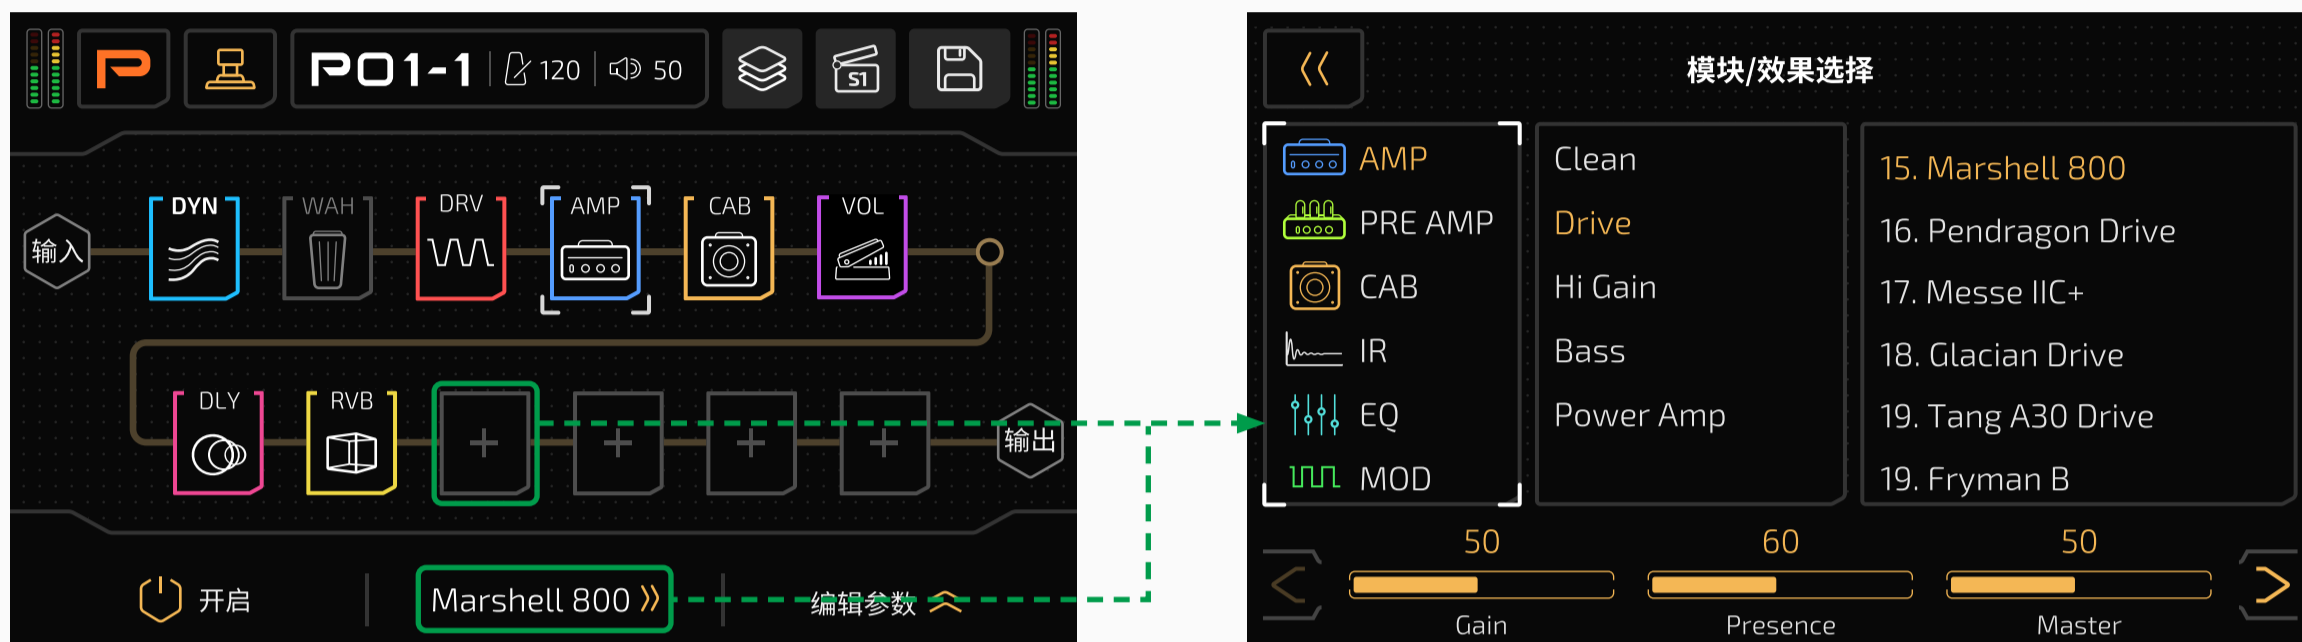 P01-1
120
50
S1
输入
DYN
WAH
DRV
AMP
CAB
VOL
DLY
RVB
输出
开启
Marshell 800
编辑参数
模块/效果选择
AMP
PRE AMP
CAB
IR
EQ
MOD
Clean
Drive
Hi Gain
Bass
Power Amp
15. Marshell 800
16. Pendragon Drive
17. Messe IIC+
18. Glacian Drive
19. Tang A30 Drive
19. Fryman B
50
60
50
Gain
Presence
Master